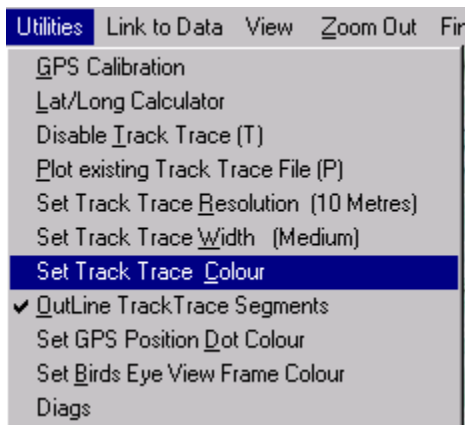 Utilities Link to Data View Zoom Out
GPS Calibration
Lat/Long Calculator
Disable Track Trace (T)
Plot existing Track Trace File (P)
Set Track Trace Resolution (10 Metres)
Set Track Trace Width (Medium)
Set Track Trace Colour
OutLine TrackTrace Segments
Set GPS Position Dot Colour
Set Birds Eye View Frame Colour
Diags